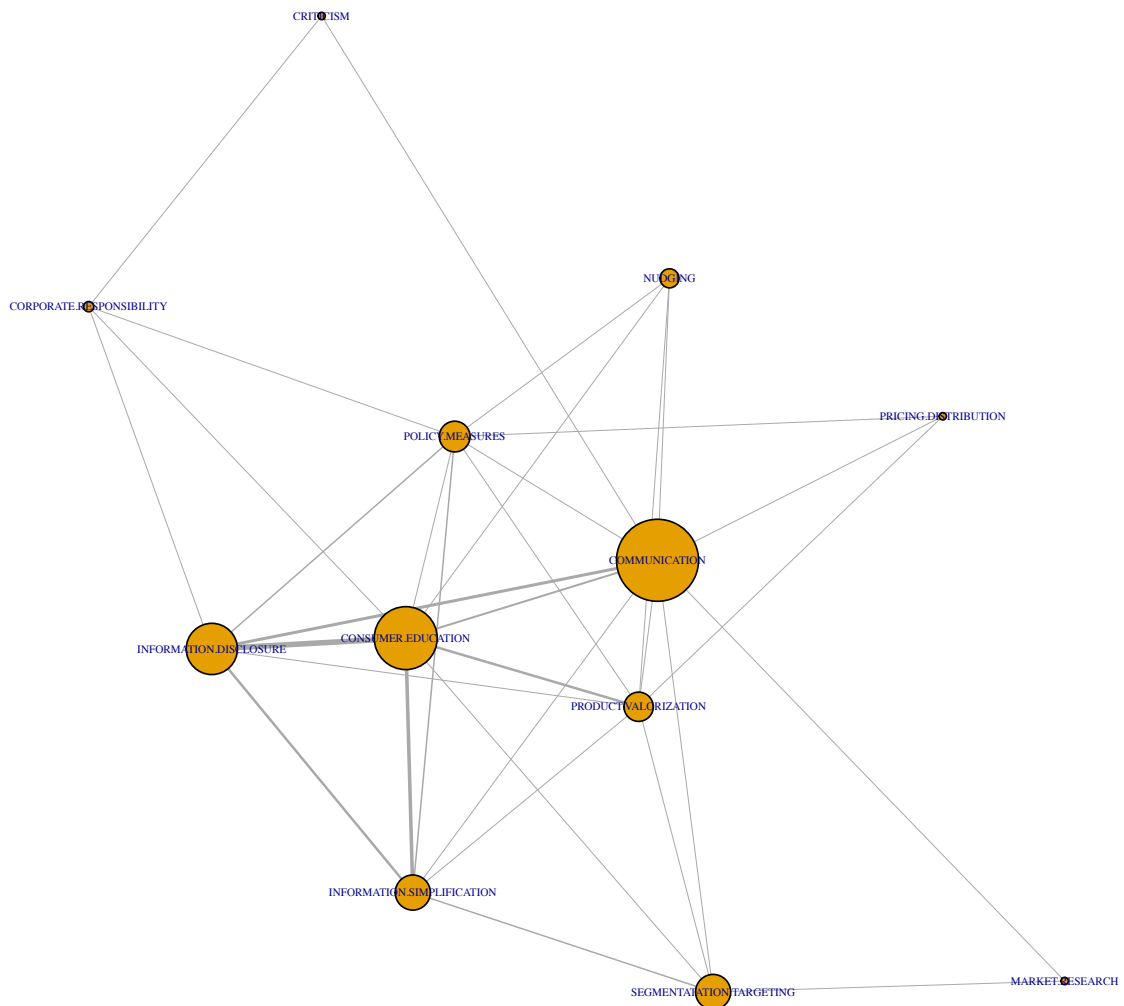 CRITICISM
NUDGING
CORPORATE.RESPONSIBILITY
PRICING.DISTRIBUTION
POLICY.MEASURES
COMMUNICATION
CONSUMER.EDUCATION
INFORMATION.DISCLOSURE
PRODUCT.VALORIZATION
INFORMATION.SIMPLIFICATION
MARKET.RESEARCH
SEGMENTATATION.TARGETING